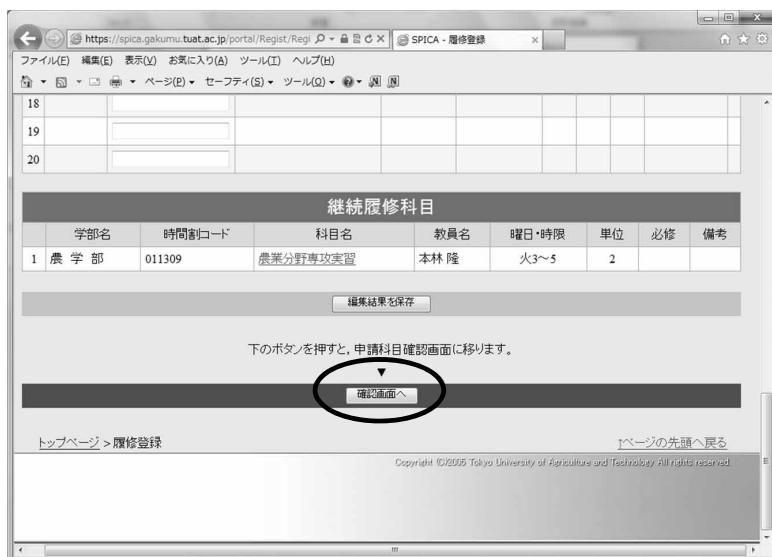 https://spica.gakumu.tuat.ac.jp/portal/Regist/Regi
SPICA - 履修登録
ファイル(F) 編集(E) 表示(V) お気に入り(A) ツール(T) ヘルプ(H)
ページ(P) セーフティ(S) ツール(O)
18
19
20
継続履修科目
学部名 時間割コード 科目名 教員名 曜日・時限 単位 必修 備考
1 農 学 部 011309 農業分野専攻実習 本林 隆 火3～5 2
編集結果を保存
下のボタンを押すと，申請科目確認画面に移ります。
▼
確認画面へ
トップページ > 履修登録 ↑ページの先頭へ戻る
Copyright (C)2005 Tokyo University of Agriculture and Technology All rights reserved.